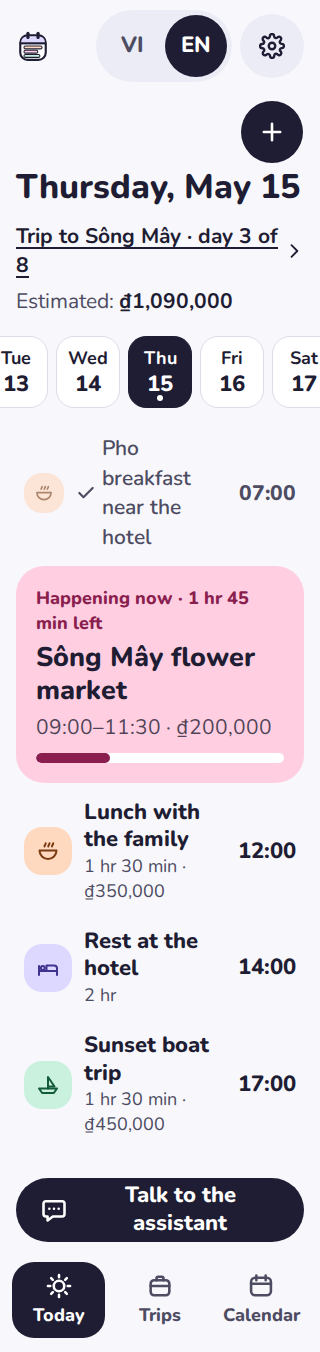 VI
EN
Thursday, May 15
Trip to Sông Mây · day 3 of
8
Estimated: ₫1,090,000
Tue
13
Wed
14
Thu
15
Fri
16
Sat
17
Pho
breakfast
near the
hotel
07:00
Happening now · 1 hr 45
min left
Sông Mây flower
market
09:00–11:30 · ₫200,000
Lunch with
the family
1 hr 30 min ·
₫350,000
12:00
Rest at the
hotel
2 hr
14:00
Sunset boat
trip
1 hr 30 min ·
₫450,000
17:00
Talk to the
assistant
Today
Trips
Calendar